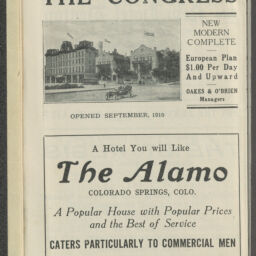 THE CONGRESS
NEW
MODERN
COMPLETE
European Plan
$1.00 Per Day
And Upward
OAKES & O'BRIEN
Managers
OPENED SEPTEMBER, 1910
A Hotel You will Like
The Alamo
COLORADO SPRINGS, COLO.
A Popular House with Popular Prices
and the Best of Service
CATERS PARTICULARLY TO COMMERCIAL MEN